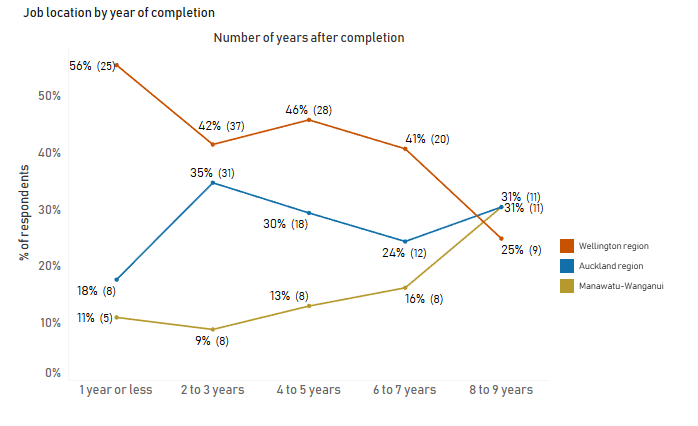 Job location by year of completion
Number of years after completion
% of respondents
50%
40%
30%
20%
10%
0%
56% (25)
42% (37)
46% (28)
41% (20)
25% (9)
18% (8)
35% (31)
30% (18)
24% (12)
31% (11)
11% (5)
9% (8)
13% (8)
16% (8)
31% (11)
1 year or less
2 to 3 years
4 to 5 years
6 to 7 years
8 to 9 years
Wellington region
Auckland region
Manawatu-Wanganui